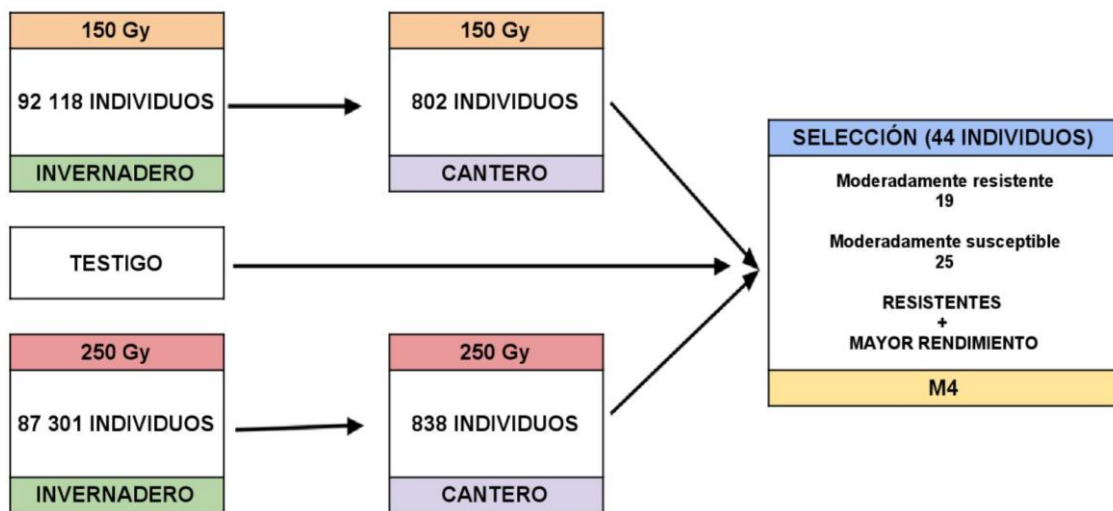 150 Gy
92 118 INDIVIDUOS
INVERNADERO
150 Gy
802 INDIVIDUOS
CANTERO
TESTIGO
250 Gy
87 301 INDIVIDUOS
INVERNADERO
250 Gy
838 INDIVIDUOS
CANTERO
SELECCIÓN (44 INDIVIDUOS)
Moderadamente resistente
19
Moderadamente susceptible
25
RESISTENTES
+
MAYOR RENDIMIENTO
M4